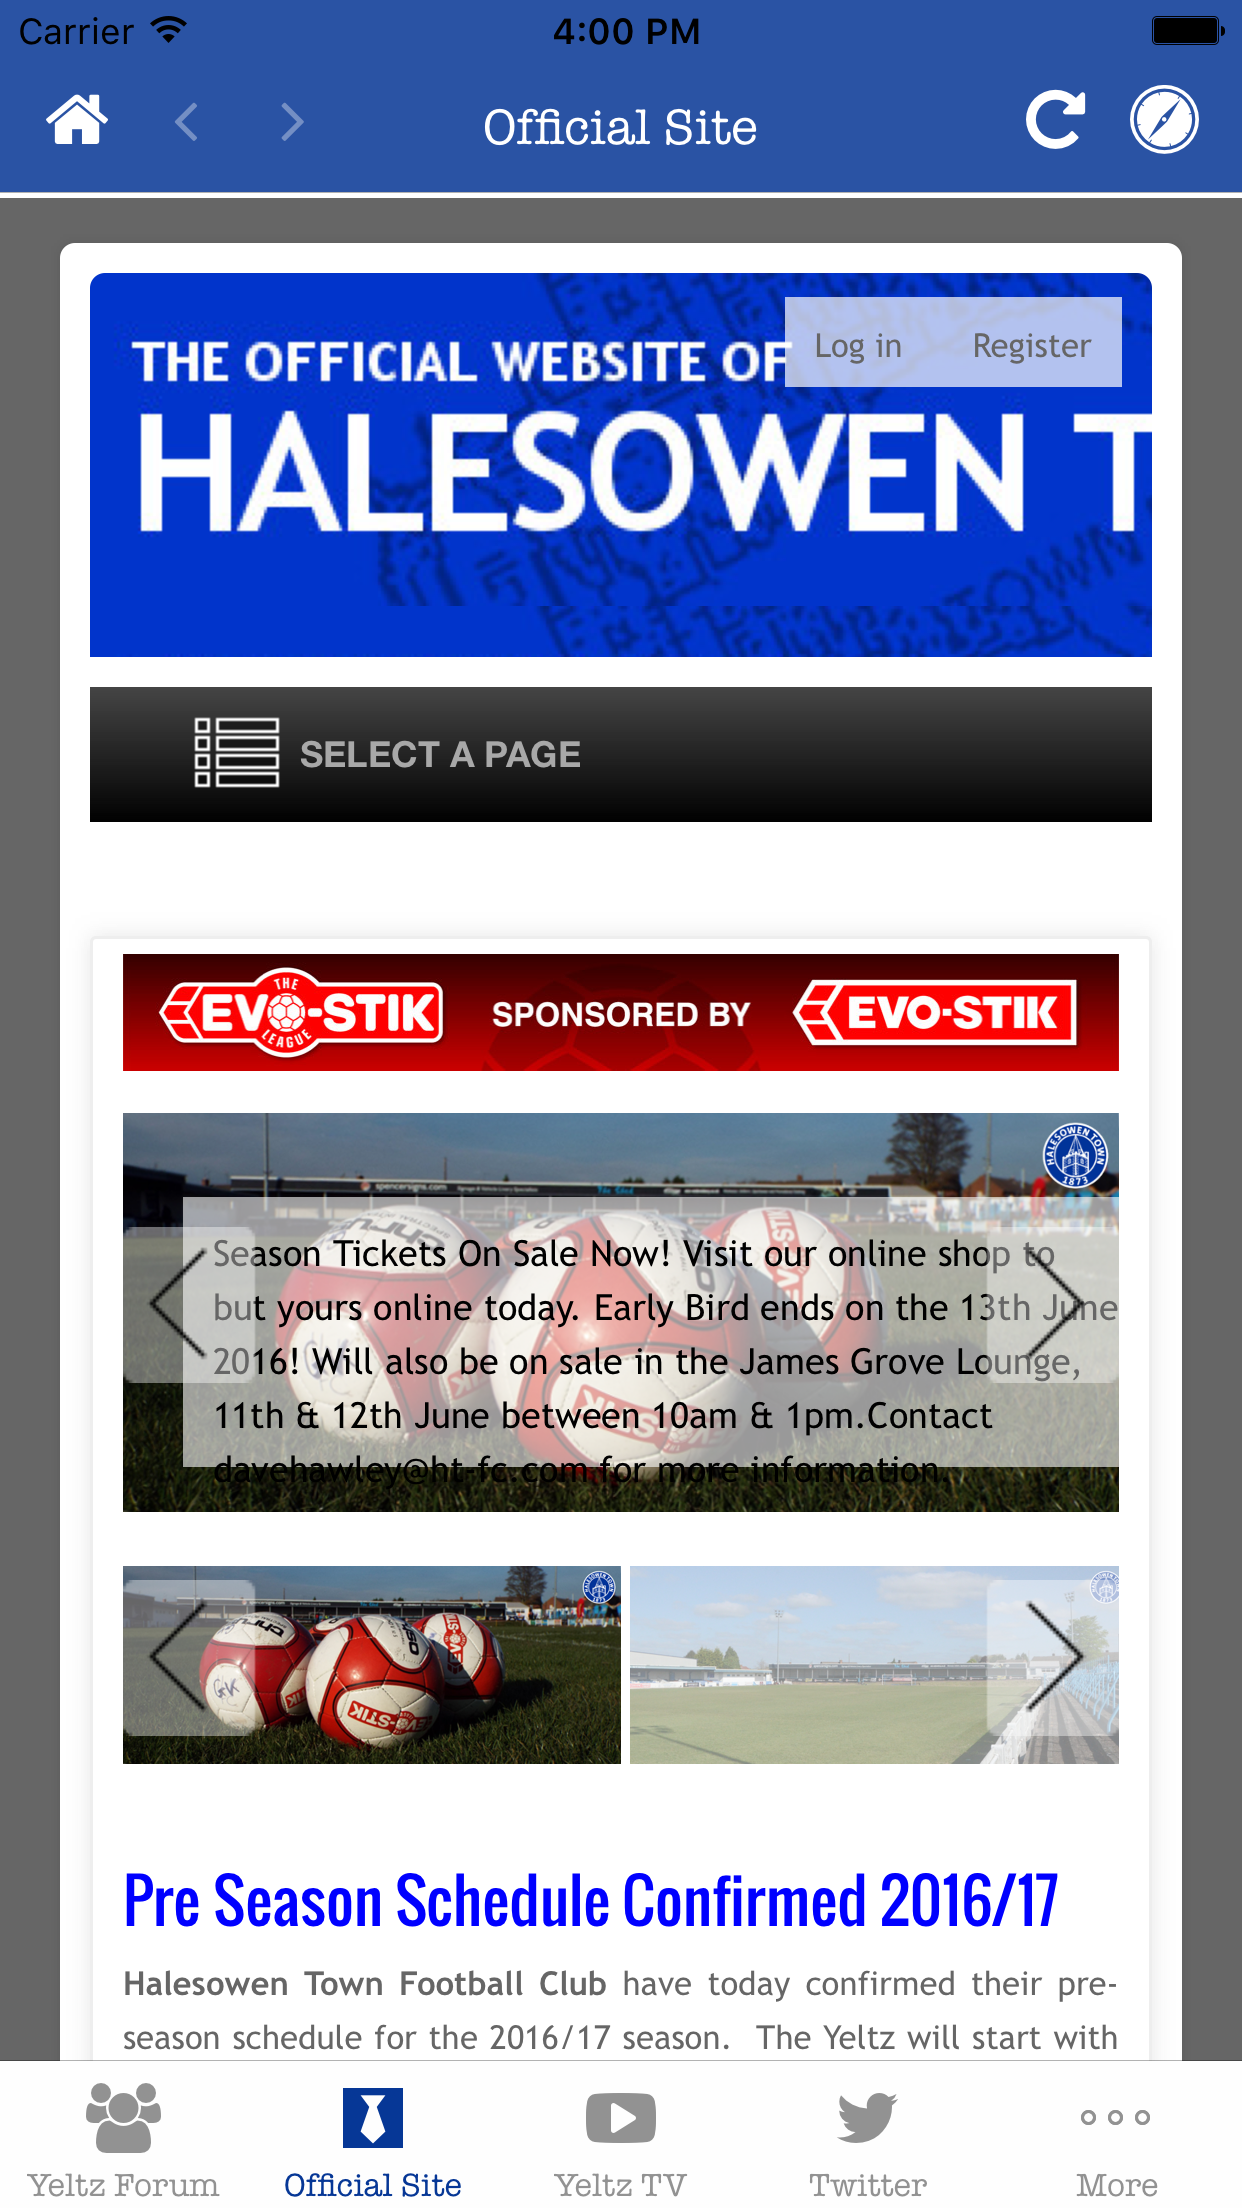 Carrier
4:00 PM
Official Site
Log in
Register
THE OFFICIAL WEBSITE OF
HALESOWEN T
SELECT A PAGE
THE
EVO-STIK
LEAGUE
SPONSORED BY
EVO-STIK
HALESOWEN TOWN
1873
Season Tickets On Sale Now! Visit our online shop to
but yours online today. Early Bird ends on the 13th June
2016! Will also be on sale in the James Grove Lounge,
11th & 12th June between 10am & 1pm.Contact
davehawley@ht-fc.com for more information.
Pre Season Schedule Confirmed 2016/17
Halesowen Town Football Club have today confirmed their pre-
season schedule for the 2016/17 season. The Yeltz will start with
Yeltz Forum
Official Site
Yeltz TV
Twitter
More